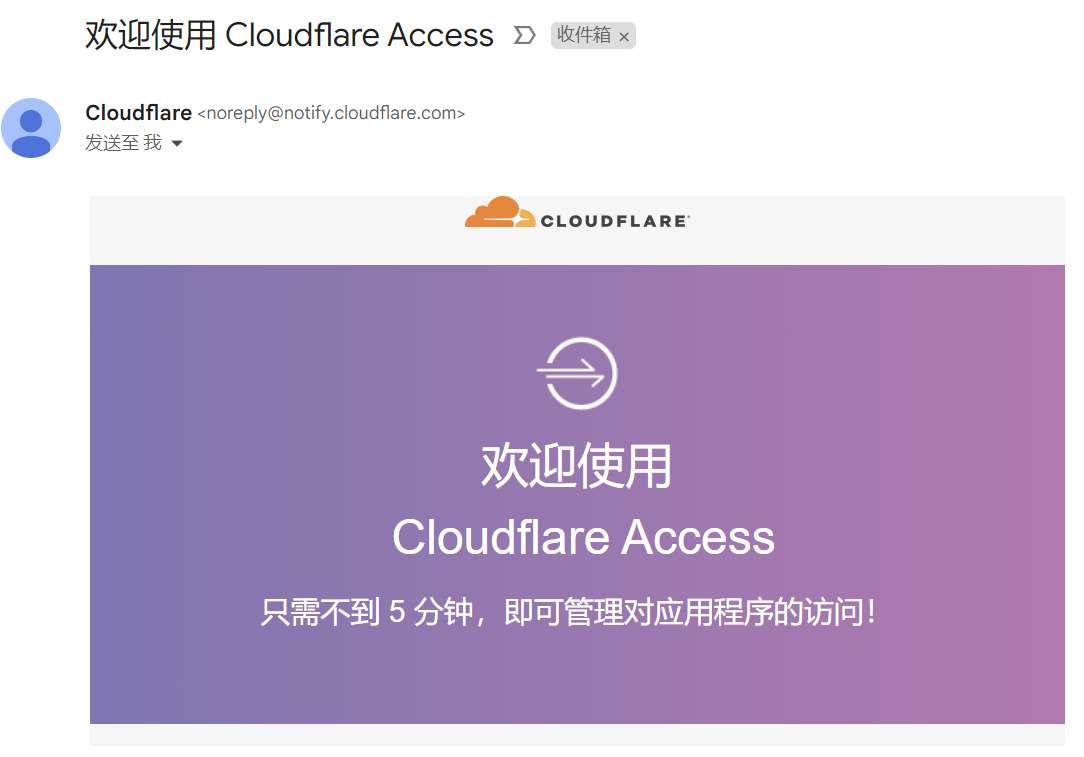 欢迎使用 Cloudflare Access 收件箱 ×
Cloudflare <noreply@notify.cloudflare.com>
发送至 我
CLOUDFLARE
欢迎使用
Cloudflare Access
只需不到 5 分钟，即可管理对应用程序的访问！